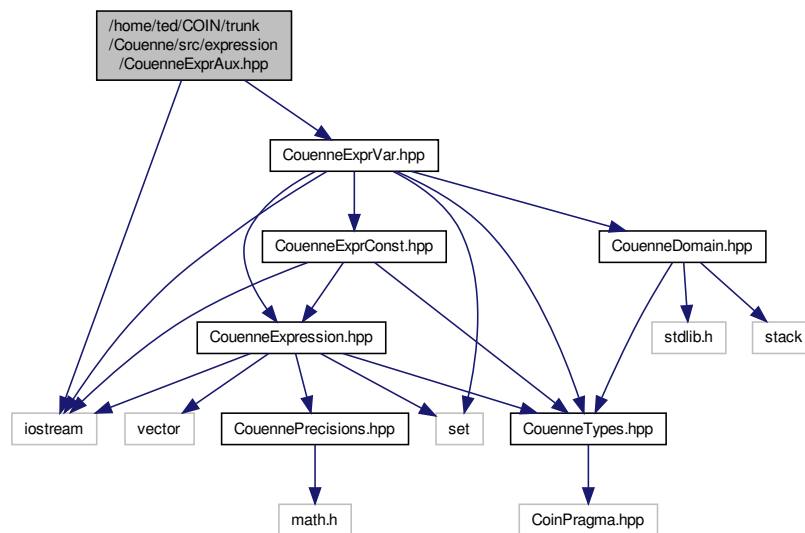 /home/ted/COIN/trunk
/Couenne/src/expression
/CouenneExprAux.hpp
CouenneExprVar.hpp
CouenneExprConst.hpp
CouenneDomain.hpp
CouenneExpression.hpp
stdlib.h
stack
iostream
vector
CouennePrecisions.hpp
set
CouenneTypes.hpp
math.h
CoinPragma.hpp